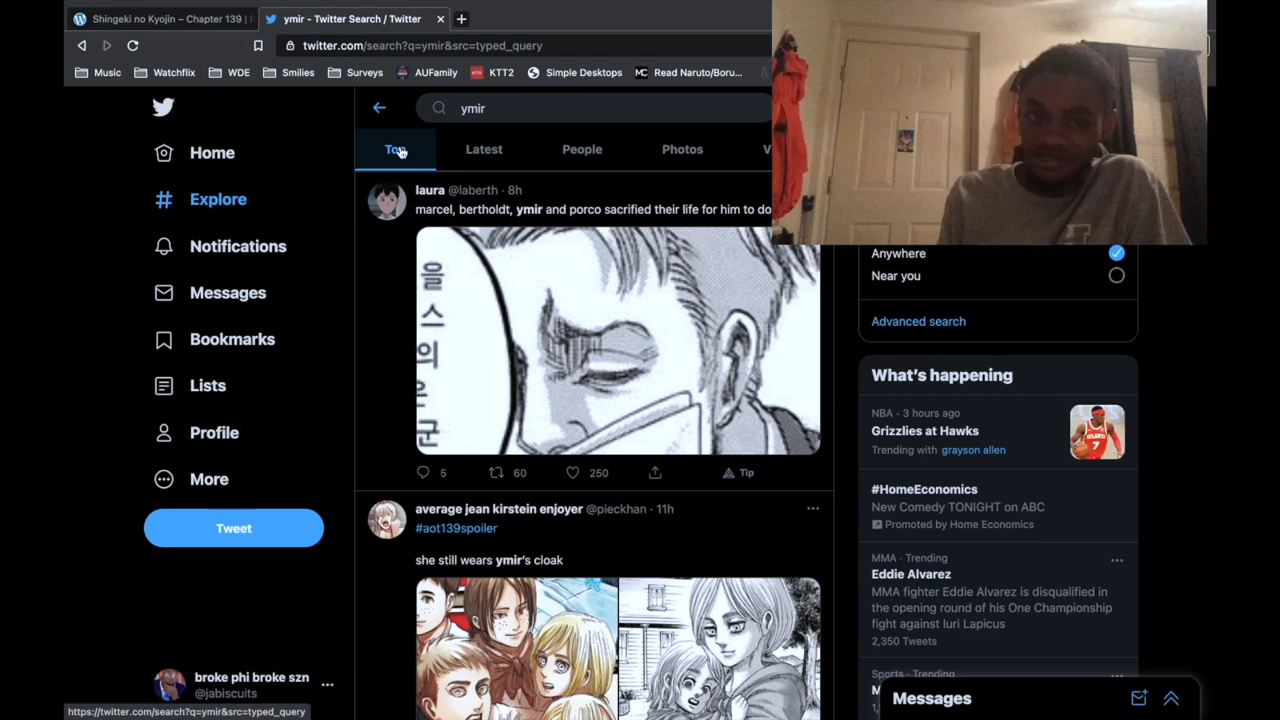 Shingeki no Kyojin – Chapter 139 |
ymir - Twitter Search / Twitter
twitter.com/search?q=ymir&src=typed_query
Music
Watchflix
WDE
Smilies
Surveys
AUFamily
KTT2
Simple Desktops
Read Naruto/Boru...
ymir
Home
Explore
Notifications
Messages
Bookmarks
Lists
Profile
More
Tweet
broke phi broke szn
@jabiscuits
https://twitter.com/search?q=ymir&src=typed_query
Top
Latest
People
Photos
V
laura @laberth · 8h
marcel, bertholdt, ymir and porco sacrified their life for him to do
을
스의
은
군
5
60
250
Tip
average jean kirstein enjoyer @pieckhan · 11h
#aot139spoiler
she still wears ymir's cloak
Anywhere
Near you
Advanced search
What's happening
NBA · 3 hours ago
Grizzlies at Hawks
Trending with grayson allen
#HomeEconomics
New Comedy TONIGHT on ABC
Promoted by Home Economics
MMA · Trending
Eddie Alvarez
MMA fighter Eddie Alvarez is disqualified in
the opening round of his One Championship
fight against Iuri Lapicus
2,350 Tweets
Sports · Trending
Messages